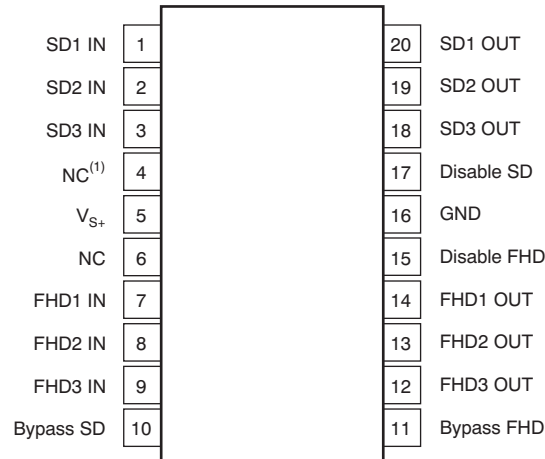 SD1 IN 1 20 SD1 OUT
SD2 IN 2 19 SD2 OUT
SD3 IN 3 18 SD3 OUT
NC(1) 4 17 Disable SD
VS+ 5 16 GND
NC 6 15 Disable FHD
FHD1 IN 7 14 FHD1 OUT
FHD2 IN 8 13 FHD2 OUT
FHD3 IN 9 12 FHD3 OUT
Bypass SD 10 11 Bypass FHD